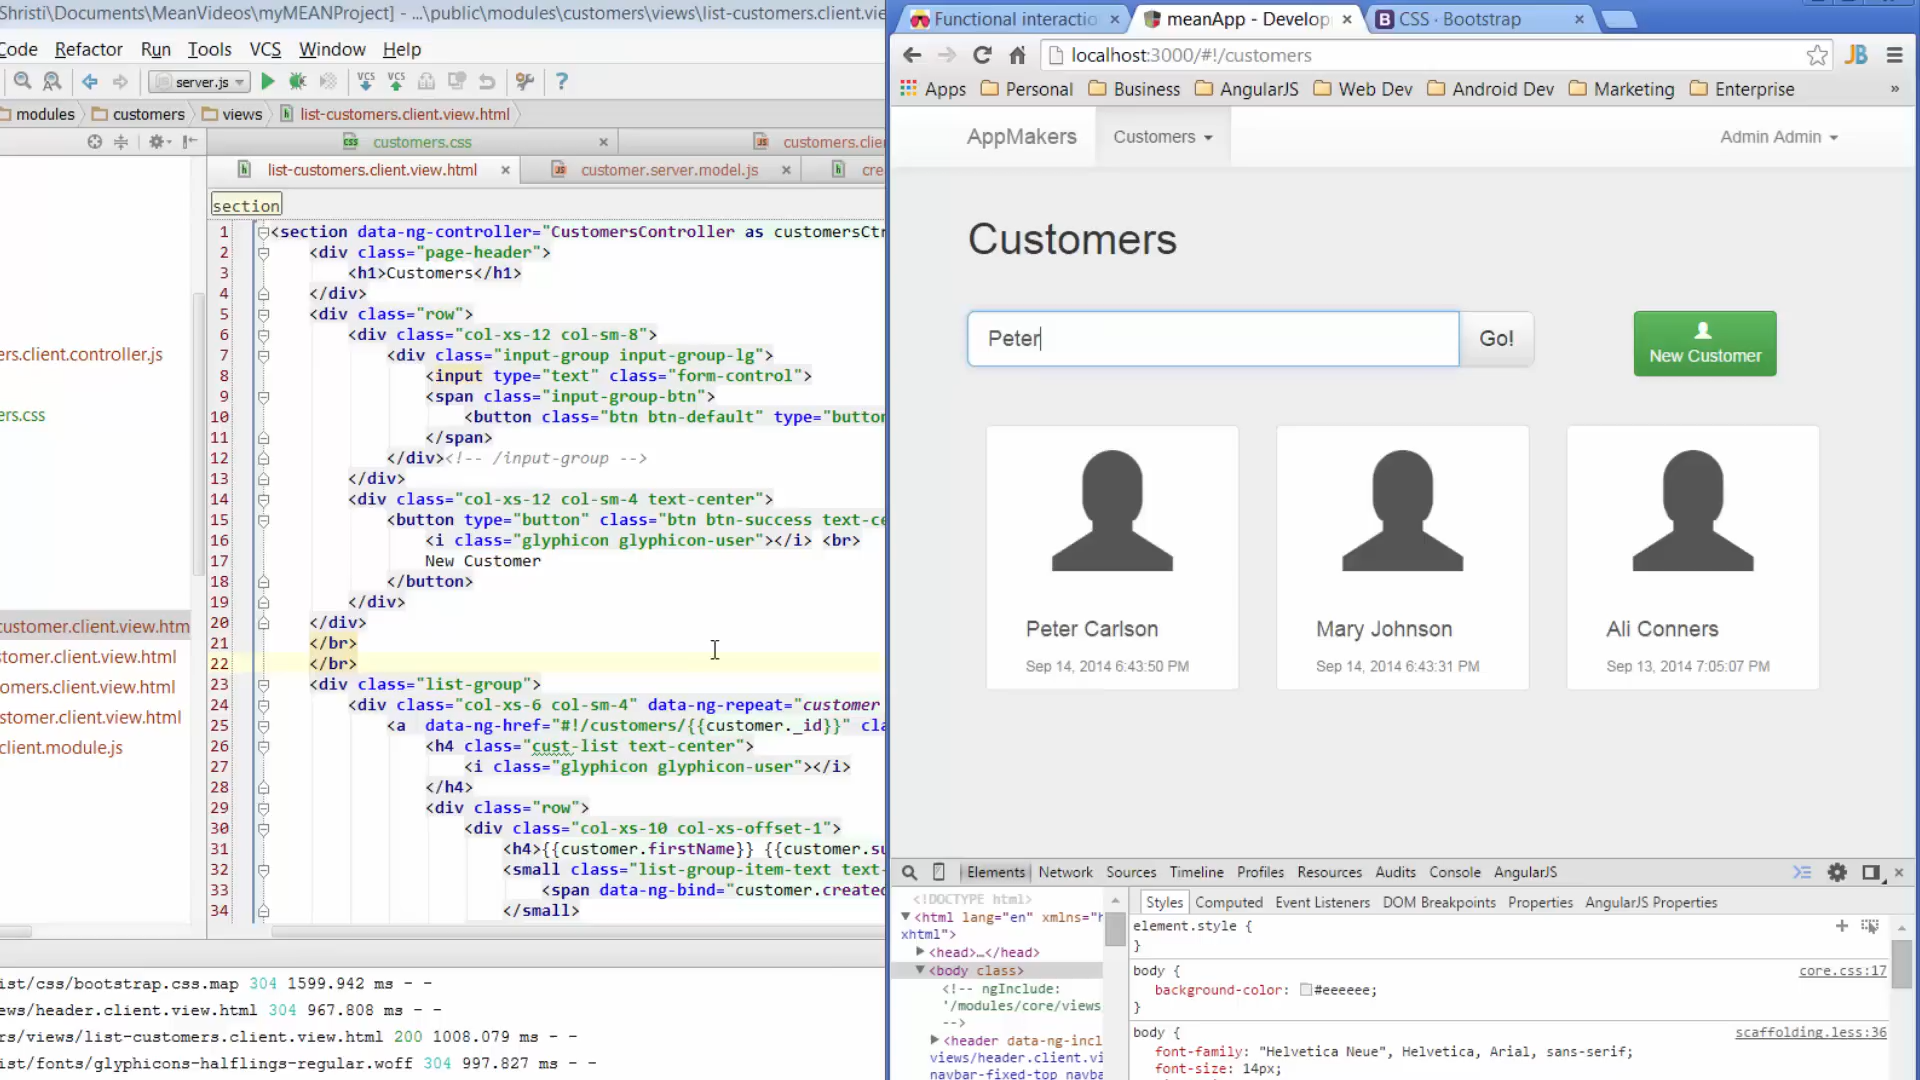 Shristi\Documents\MeanVideos\myMEANProject] - ...\public\modules\customers\views\list-customers.client.vi
Code Refactor Run Tools VCS Window Help
server.js
VCS VCS
modules customers views list-customers.client.view.html
customers.css
customers.clie
list-customers.client.view.html
customer.server.model.js
cre
section
ers.client.controller.js
ers.css
customer.client.view.htm
stomer.client.view.html
omers.client.view.html
stomer.client.view.html
client.module.js
1 <section data-ng-controller="CustomersController as customersCtr
2 <div class="page-header">
3 <h1>Customers</h1>
4 </div>
5 <div class="row">
6 <div class="col-xs-12 col-sm-8">
7 <div class="input-group input-group-lg">
8 <input type="text" class="form-control">
9 <span class="input-group-btn">
10 <button class="btn btn-default" type="button
11 </span>
12 </div><!-- /input-group -->
13 </div>
14 <div class="col-xs-12 col-sm-4 text-center">
15 <button type="button" class="btn btn-success text-ce
16 <i class="glyphicon glyphicon-user"></i> <br>
17 New Customer
18 </button>
19 </div>
20 </div>
21 </br>
22 </br>
23 <div class="list-group">
24 <div class="col-xs-6 col-sm-4" data-ng-repeat="customer
25 <a data-ng-href="#!/customers/{{customer._id}}" cla
26 <h4 class="cust-list text-center">
27 <i class="glyphicon glyphicon-user"></i>
28 </h4>
29 <div class="row">
30 <div class="col-xs-10 col-xs-offset-1">
31 <h4>{{customer.firstName}} {{customer.su
32 <small class="list-group-item-text text-
33 <span data-ng-bind="customer.created
34 </small>
ist/css/bootstrap.css.map 304 1599.942 ms - -
ews/header.client.view.html 304 967.808 ms - -
rs/views/list-customers.client.view.html 200 1008.079 ms - -
ist/fonts/glyphicons-halflings-regular.woff 304 997.827 ms - -
Functional interactio
meanApp - Develop
CSS · Bootstrap
localhost:3000/#!/customers
JB
Apps Personal Business AngularJS Web Dev Android Dev Marketing Enterprise »
AppMakers Customers Admin Admin
Customers
Peter
Go!
New Customer
Peter Carlson
Sep 14, 2014 6:43:50 PM
Mary Johnson
Sep 14, 2014 6:43:31 PM
Ali Conners
Sep 13, 2014 7:05:07 PM
Elements Network Sources Timeline Profiles Resources Audits Console AngularJS
<!DOCTYPE html>
<html lang="en" xmlns="h
xhtml">
<head>…</head>
<body class>
<!-- ngInclude:
'/modules/core/views
-->
<header data-ng-incl
views/header.client.vi
navbar-fixed-top navba
Styles Computed Event Listeners DOM Breakpoints Properties AngularJS Properties
element.style {
}
body {
core.css:17
background-color: #eeeeee;
}
body {
scaffolding.less:36
font-family: "Helvetica Neue", Helvetica, Arial, sans-serif;
font-size: 14px;